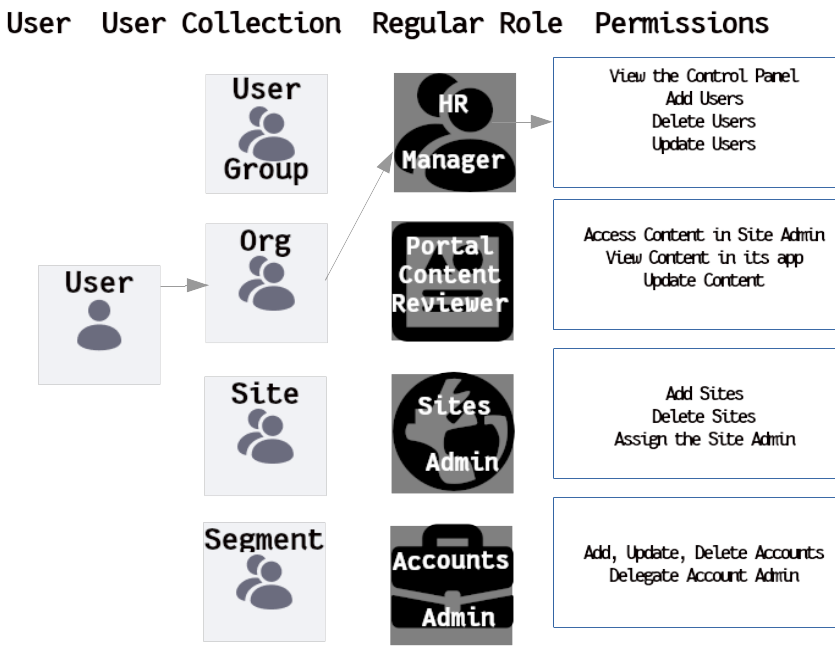 User User Collection Regular Role Permissions
User
Group
HR
Manager
View the Control Panel
Add Users
Delete Users
Update Users
User
Org
Portal
Content
Reviewer
Access Content in Site Admin
View Content in its app
Update Content
Site
Sites
Admin
Add Sites
Delete Sites
Assign the Site Admin
Segment
Accounts
Admin
Add, Update, Delete Accounts
Delegate Account Admin